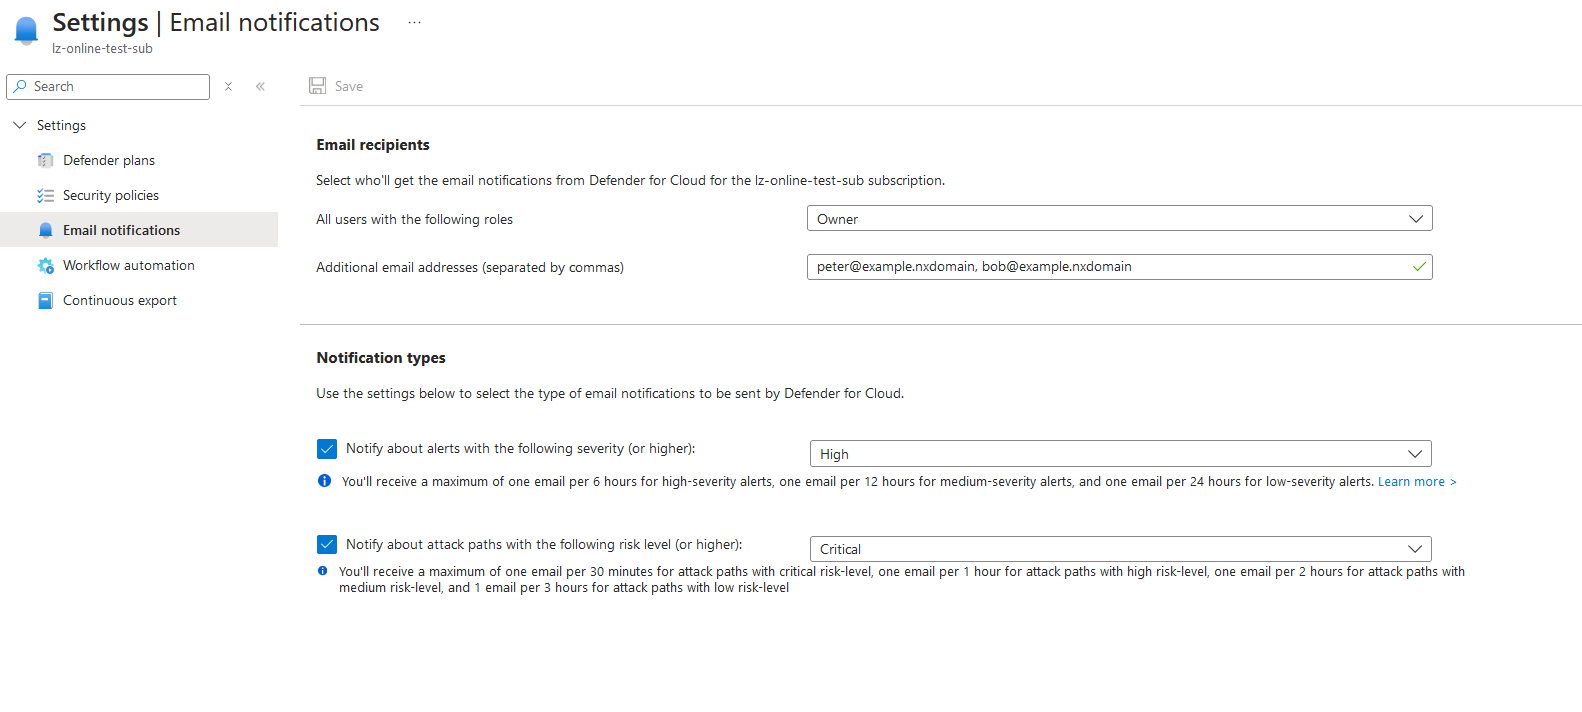 Settings | Email notifications ...
lz-online-test-sub
Search
Save
Settings
Defender plans
Security policies
Email notifications
Workflow automation
Continuous export
Email recipients
Select who'll get the email notifications from Defender for Cloud for the lz-online-test-sub subscription.
All users with the following roles
Owner
Additional email addresses (separated by commas)
peter@example.nxdomain, bob@example.nxdomain
Notification types
Use the settings below to select the type of email notifications to be sent by Defender for Cloud.
Notify about alerts with the following severity (or higher):
High
You'll receive a maximum of one email per 6 hours for high-severity alerts, one email per 12 hours for medium-severity alerts, and one email per 24 hours for low-severity alerts. Learn more >
Notify about attack paths with the following risk level (or higher):
Critical
You'll receive a maximum of one email per 30 minutes for attack paths with critical risk-level, one email per 1 hour for attack paths with high risk-level, one email per 2 hours for attack paths with
medium risk-level, and 1 email per 3 hours for attack paths with low risk-level